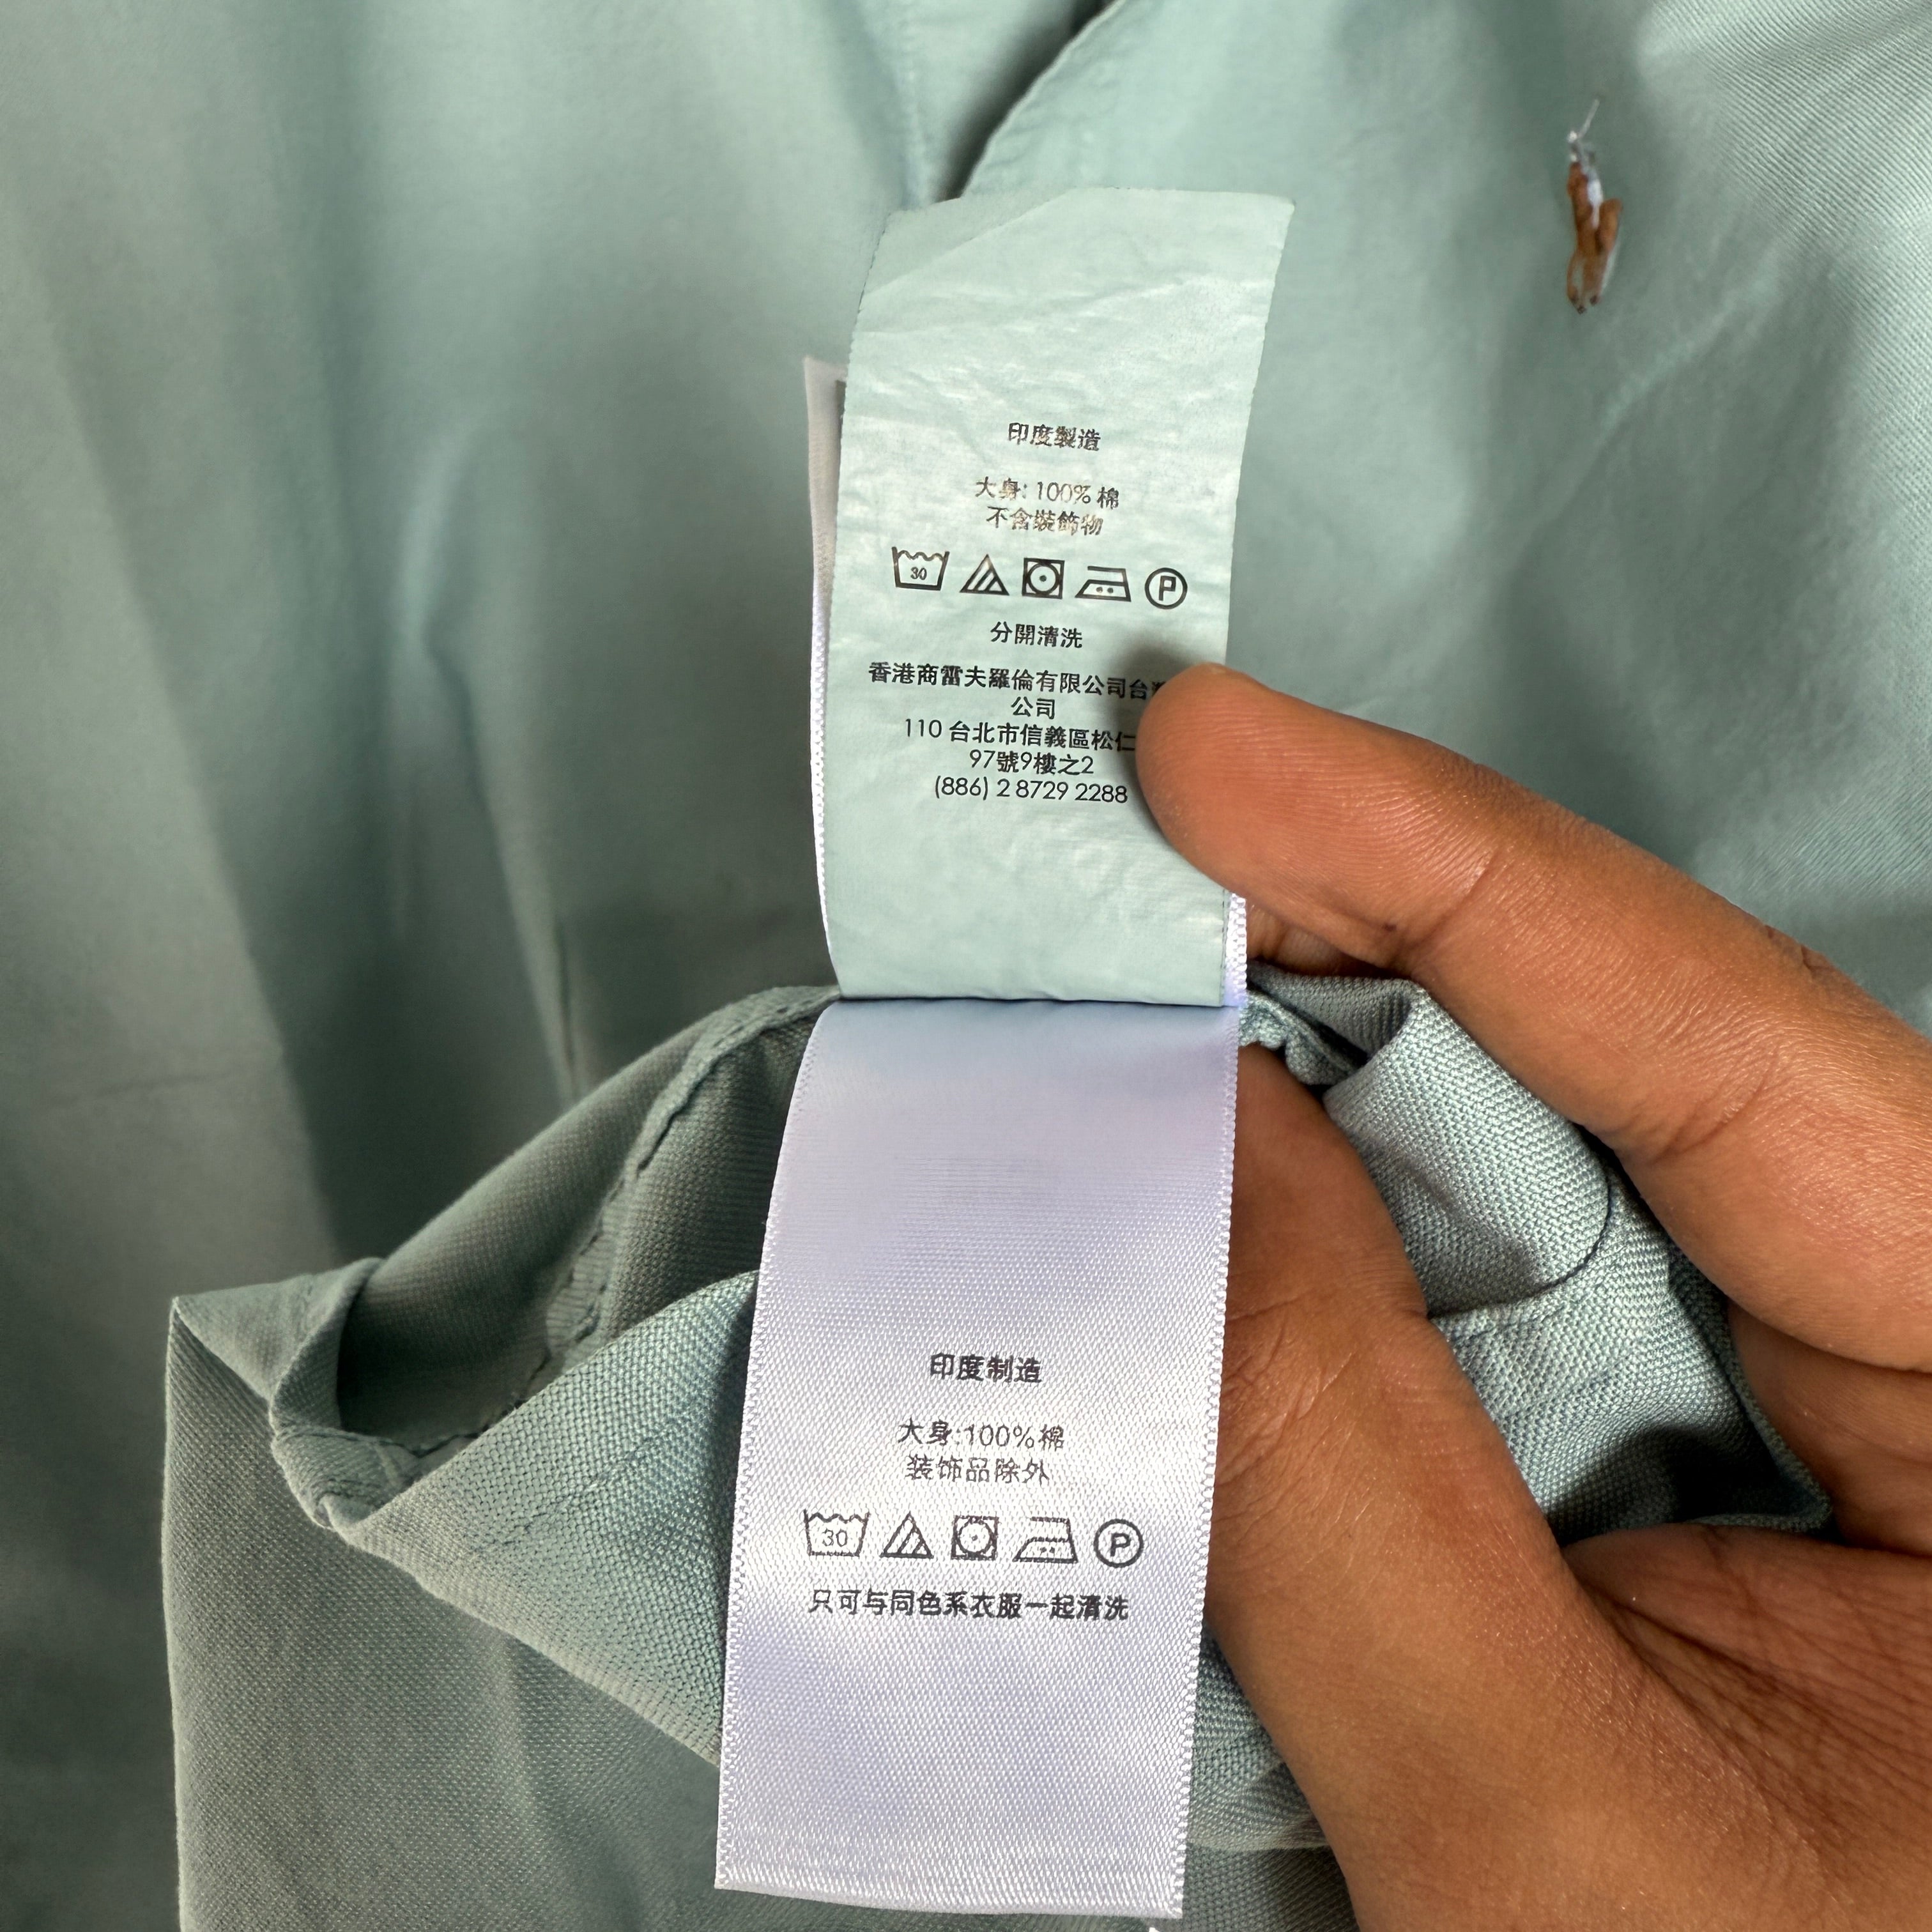 印度製造
大身: 100% 棉
不含裝飾物
30 P
分開清洗
香港商雷夫羅倫有限公司台
公司
110 台北市信義區松仁
97號9樓之2
(886) 2 8729 2288
印度制造
大身:100%棉
装饰品除外
30 P
只可与同色系衣服一起清洗